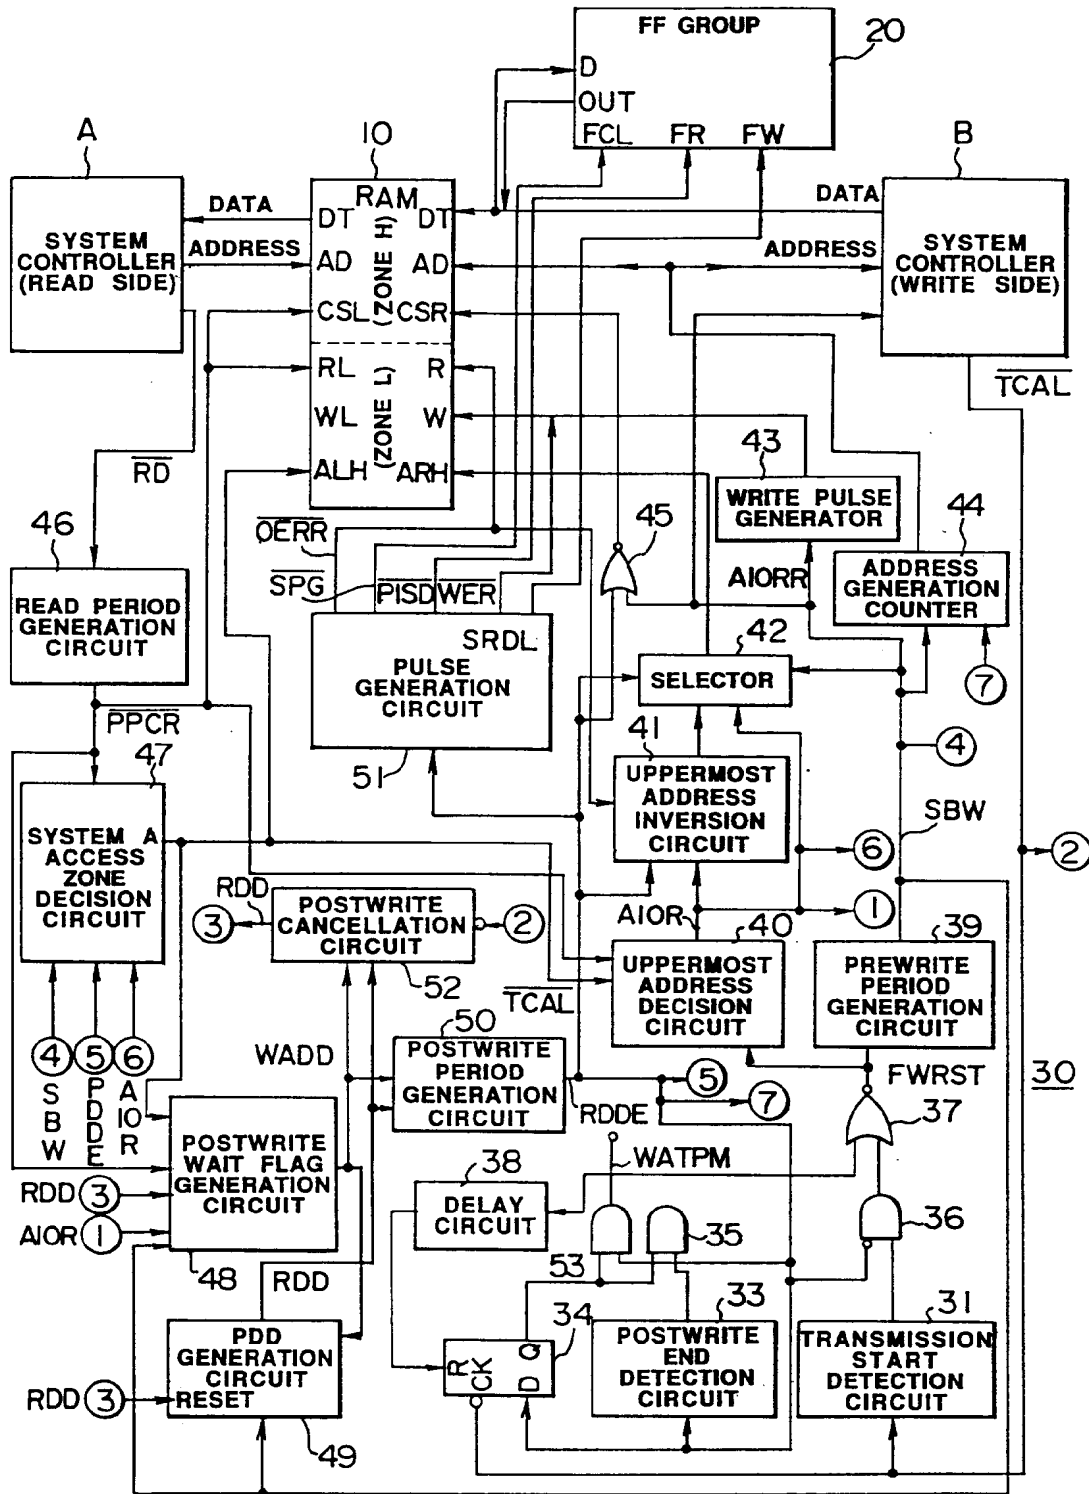 FF GROUP
20
D
OUT
FCL FR FW
A
10
B
SYSTEM
CONTROLLER
(READ SIDE)
DATA
ADDRESS
RAM
DT DT
AD AD
CSL CSR
(ZONE H)
RL R
WL W
ALH ARH
(ZONE L)
DATA
ADDRESS
SYSTEM
CONTROLLER
(WRITE SIDE)
TCAL
RD
46
READ PERIOD
GENERATION
CIRCUIT
OERR
SPG
PISD
WER
SRDL
PULSE
GENERATION
CIRCUIT
51
45
43
WRITE PULSE
GENERATOR
44
ADDRESS
GENERATION
COUNTER
AIORR
42
SELECTOR
7
PPCR
47
SYSTEM A
ACCESS
ZONE
DECISION
CIRCUIT
41
UPPERMOST
ADDRESS
INVERSION
CIRCUIT
4
SBW
6
2
1
RDD
3
POSTWRITE
CANCELLATION
CIRCUIT
2
52
AIOR
40
UPPERMOST
ADDRESS
DECISION
CIRCUIT
39
PREWRITE
PERIOD
GENERATION
CIRCUIT
TCAL
4 5 6
SBW
PDDE
AIOR
WADD
50
POSTWRITE
PERIOD
GENERATION
CIRCUIT
RDDE
5
7
FWRST
30
37
POSTWRITE
WAIT FLAG
GENERATION
CIRCUIT
48
RDD 3
AIOR 1
38
DELAY
CIRCUIT
WATPM
53
35
36
RDD
PDD
GENERATION
CIRCUIT
RESET
49
RDD 3
34
R
CK
D
Q
33
POSTWRITE
END
DETECTION
CIRCUIT
31
TRANSMISSION
START
DETECTION
CIRCUIT